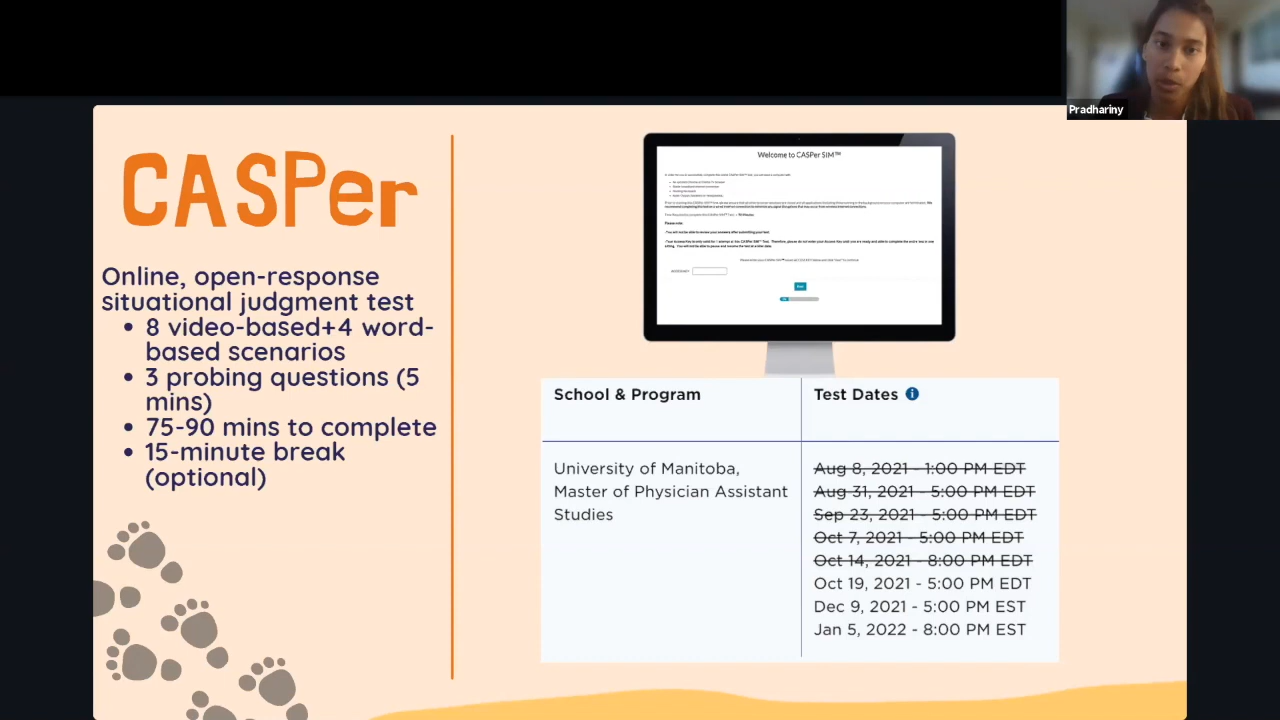 Pradhariny
CASPer
Online, open-response
situational judgment test
• 8 video-based+4 word-
based scenarios
• 3 probing questions (5
mins)
• 75-90 mins to complete
• 15-minute break
(optional)
Welcome to CASPer SIM™
Please note:
School & Program
Test Dates
University of Manitoba,
Master of Physician Assistant
Studies
Aug 8, 2021 - 1:00 PM EDT
Aug 31, 2021 - 5:00 PM EDT
Sep 23, 2021 - 5:00 PM EDT
Oct 7, 2021 - 5:00 PM EDT
Oct 14, 2021 - 8:00 PM EDT
Oct 19, 2021 - 5:00 PM EDT
Dec 9, 2021 - 5:00 PM EST
Jan 5, 2022 - 8:00 PM EST